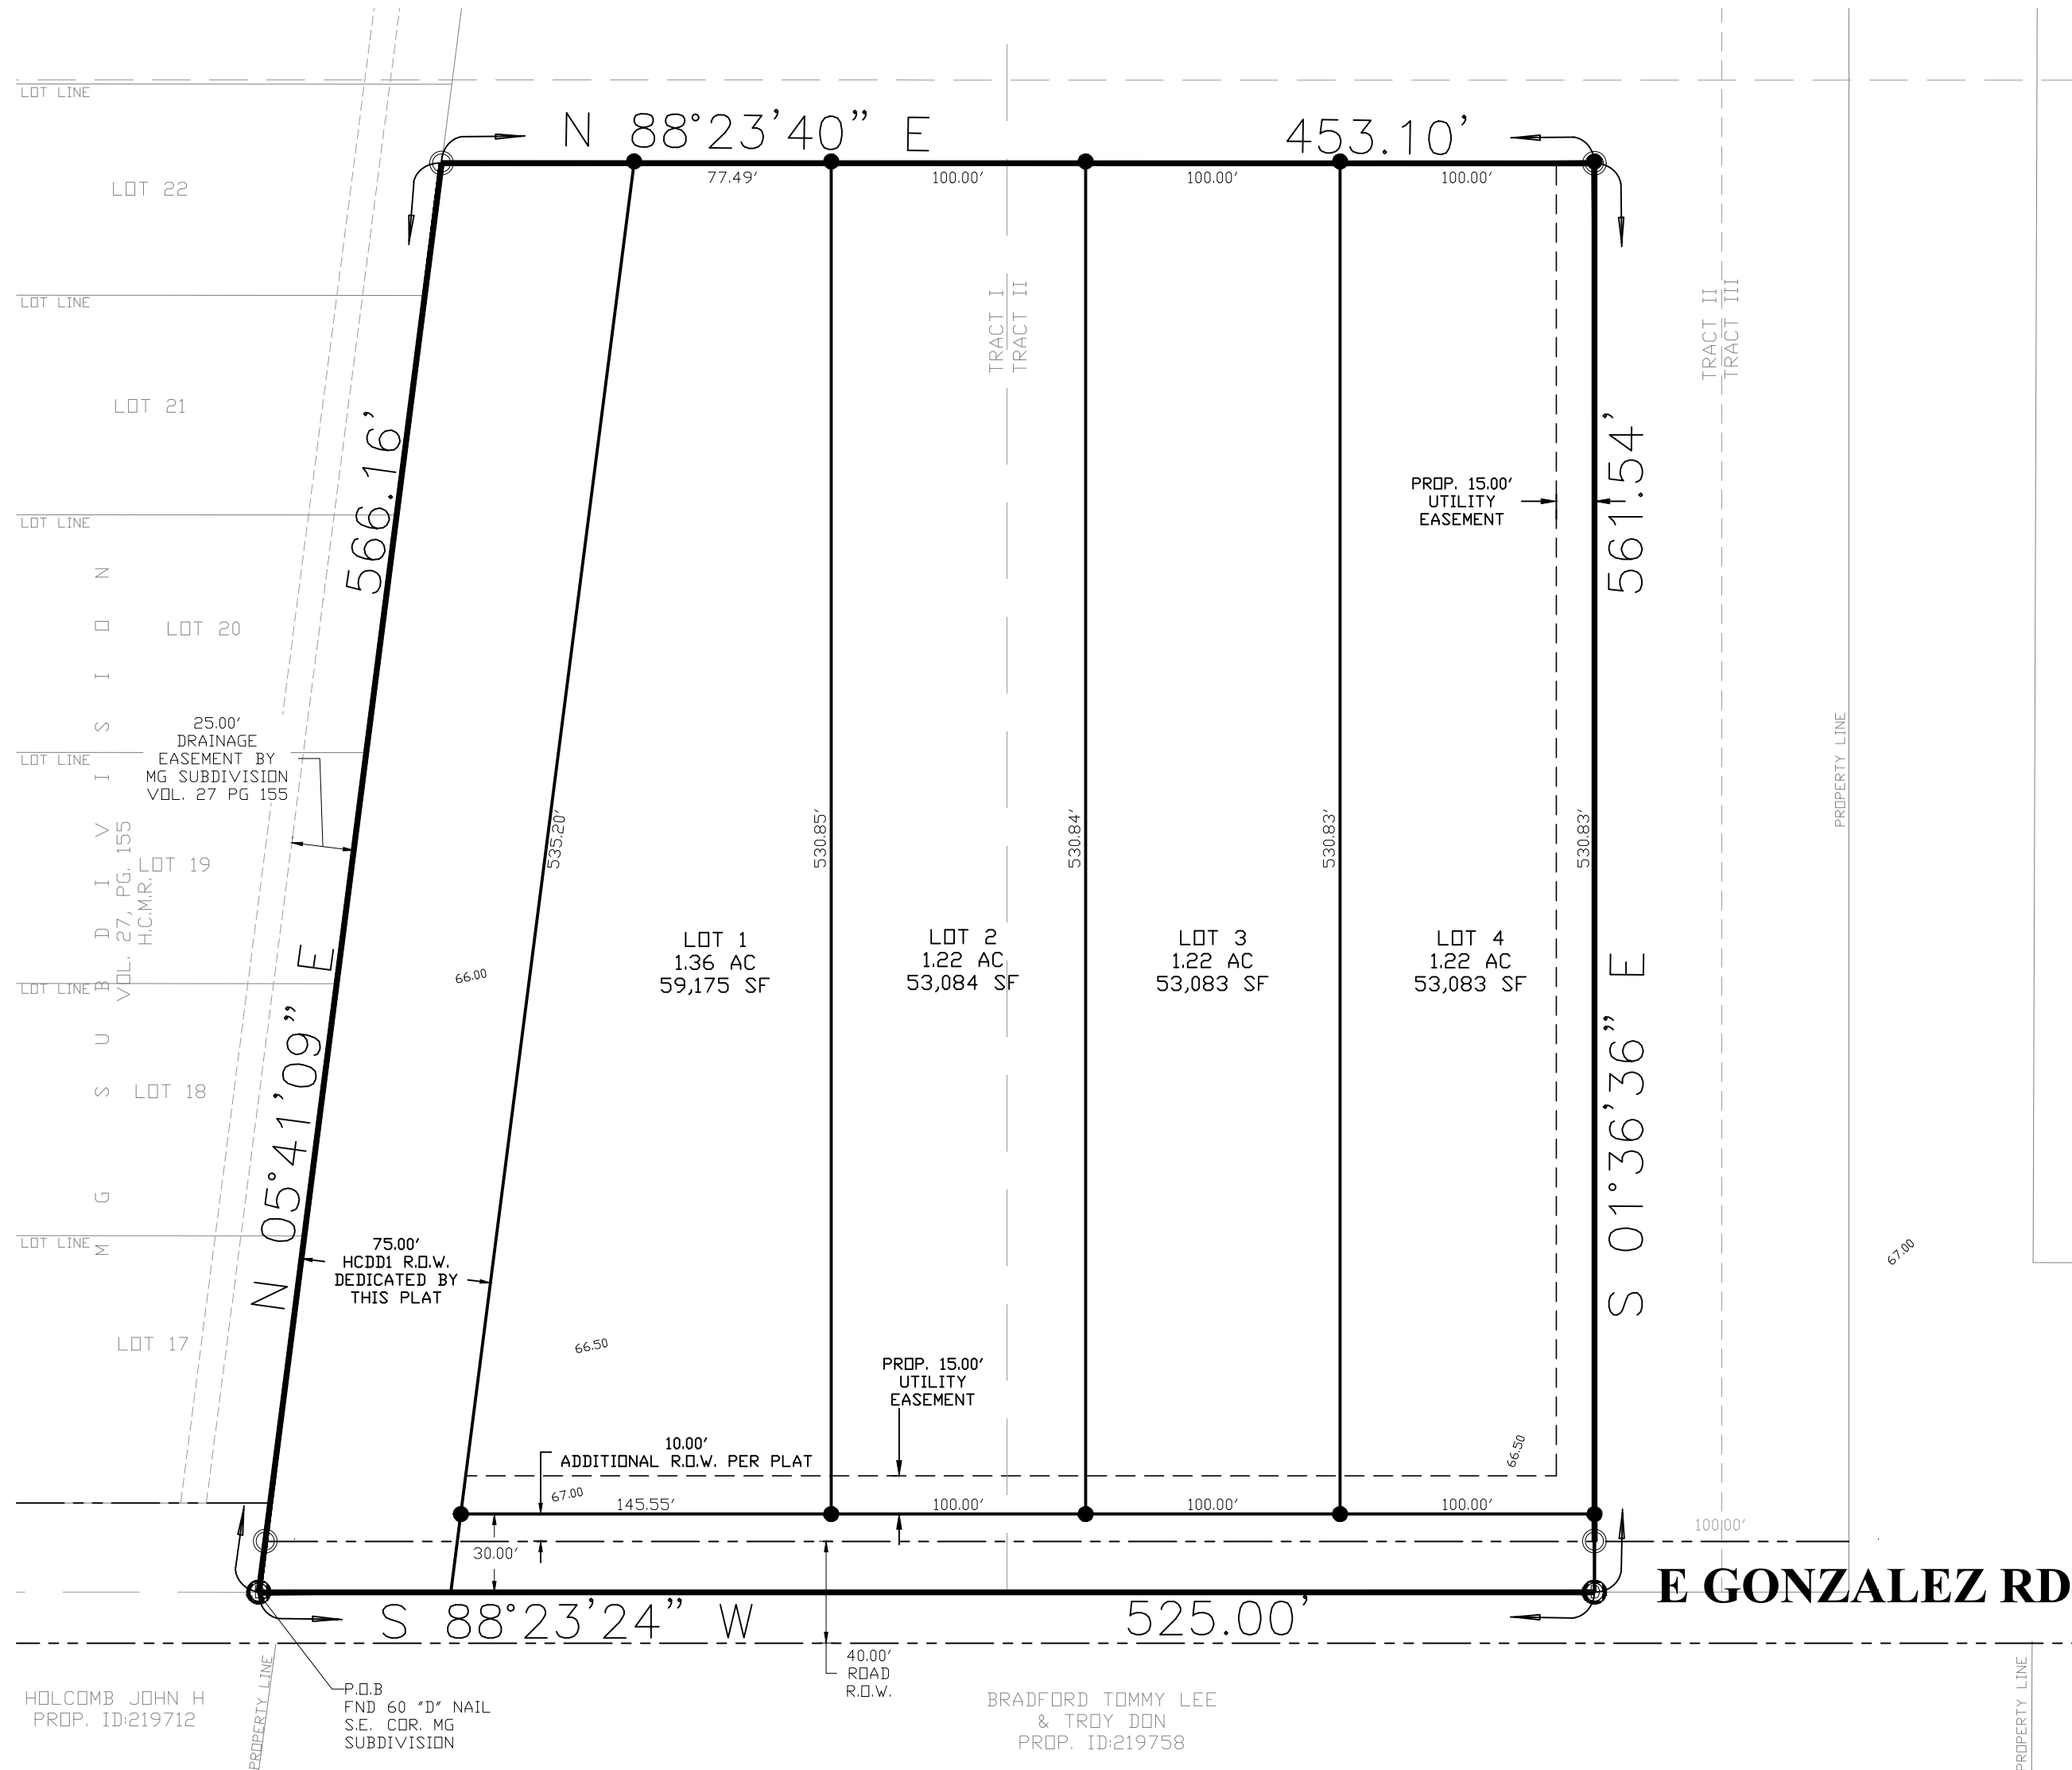 LOT LINE
N 88°23'40" E
453.10'
77.49'
100.00'
100.00'
100.00'
LOT 22
LOT LINE
TRACT I
TRACT II
TRACT II
TRACT III
LOT 21
566.16'
561.54'
PROP. 15.00'
UTILITY
EASEMENT
LOT LINE
LOT 20
25.00'
DRAINAGE
EASEMENT BY
MG SUBDIVISION
VOL. 27 PG 155
LOT LINE
PROPERTY LINE
MG SUBDIVISION
VOL. 27, PG. 155
H.C.M.R.
LOT 19
535.20'
530.85'
530.84'
530.83'
530.83'
LOT 1
1.36 AC
59,175 SF
LOT 2
1.22 AC
53,084 SF
LOT 3
1.22 AC
53,083 SF
LOT 4
1.22 AC
53,083 SF
66.00
LOT LINE
N 05°41'09" E
S 01°36'36" E
LOT 18
LOT LINE
75.00'
HCDD1 R.O.W.
DEDICATED BY
THIS PLAT
67.00
LOT 17
66.50
PROP. 15.00'
UTILITY
EASEMENT
10.00'
ADDITIONAL R.O.W. PER PLAT
66.50
67.00
145.55'
100.00'
100.00'
100.00'
100.00'
30.00'
E GONZALEZ RD
S 88°23'24" W
525.00'
40.00'
ROAD
R.O.W.
HOLCOMB JOHN H
PROP. ID:219712
PROPERTY LINE
P.O.B
FND 60 "D" NAIL
S.E. COR. MG
SUBDIVISION
BRADFORD TOMMY LEE
& TROY DON
PROP. ID:219758
PROPERTY LINE